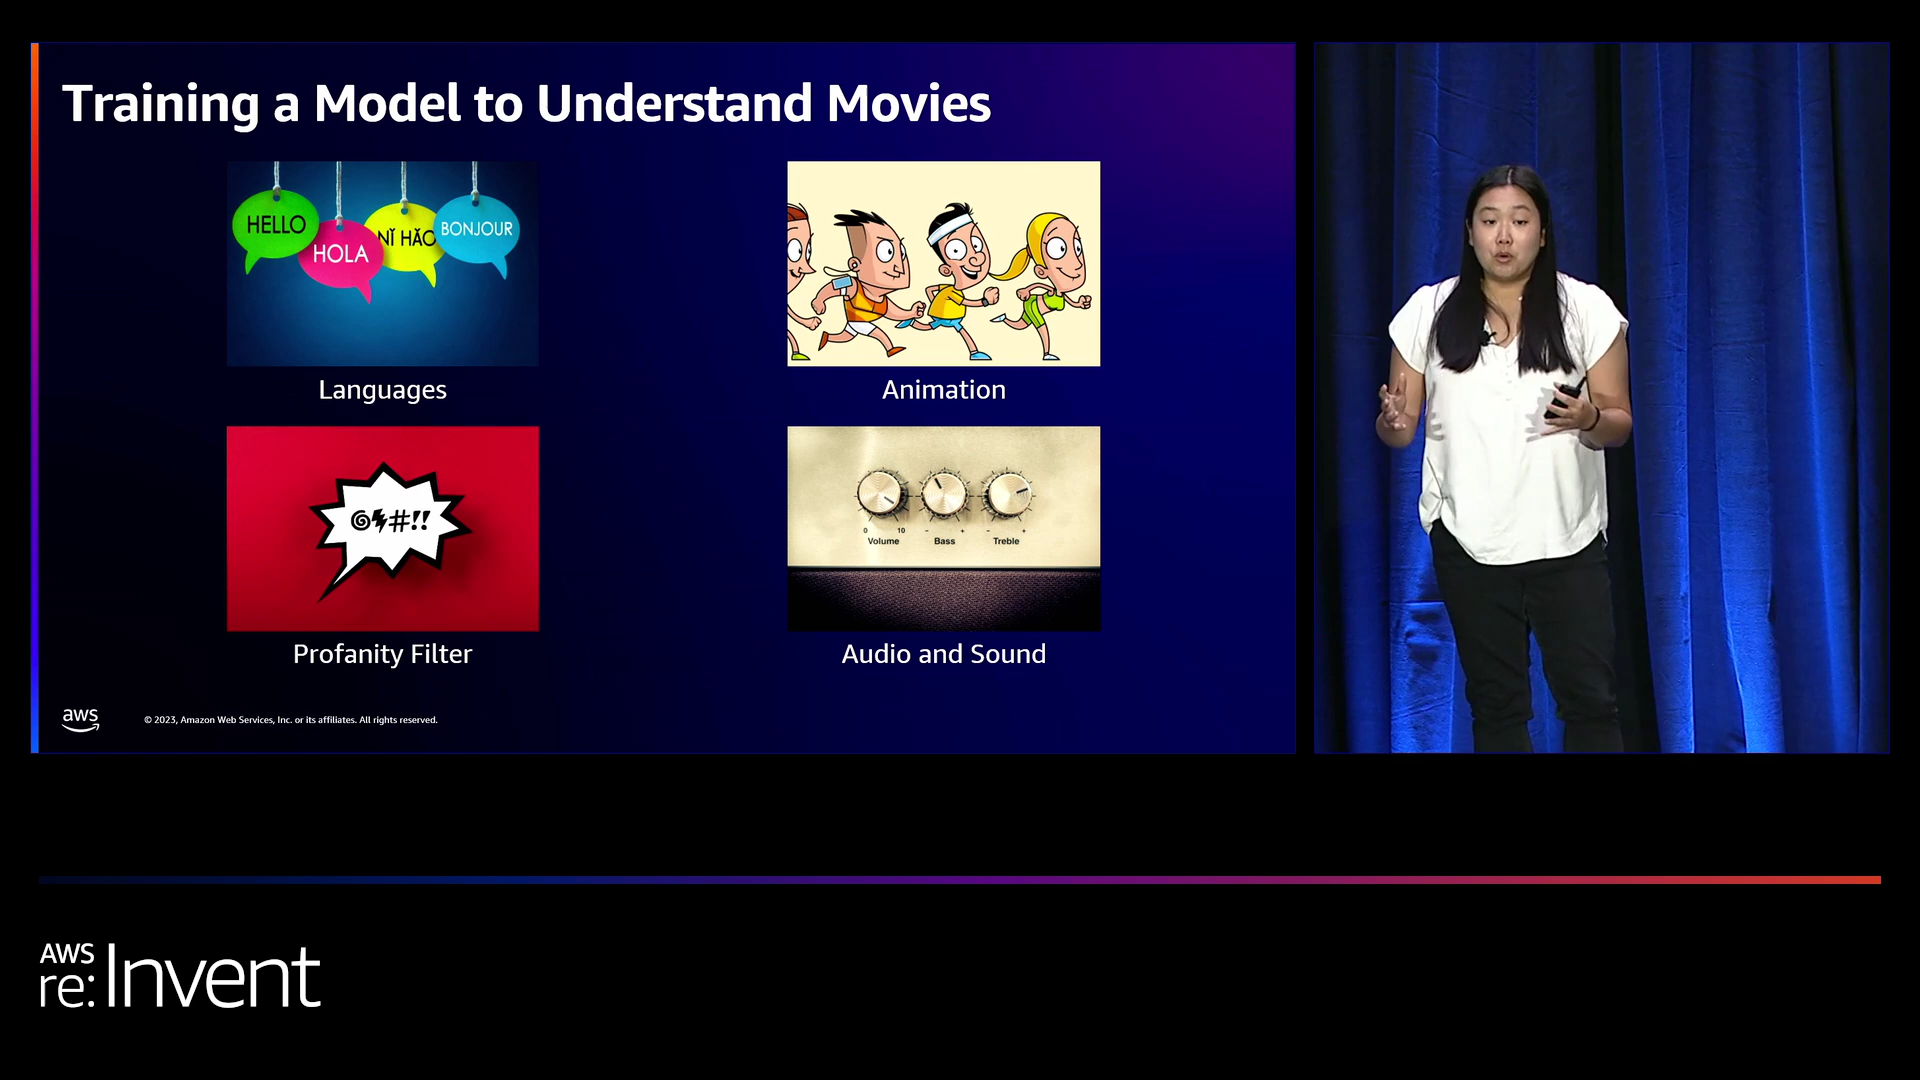 Training a Model to Understand Movies
HELLO
HOLA
NǏ HǍO
BONJOUR
Languages
Animation
@⚡#!!
Profanity Filter
0 10 - + - +
Volume Bass Treble
Audio and Sound
aws
© 2023, Amazon Web Services, Inc. or its affiliates. All rights reserved.
AWS
re:Invent